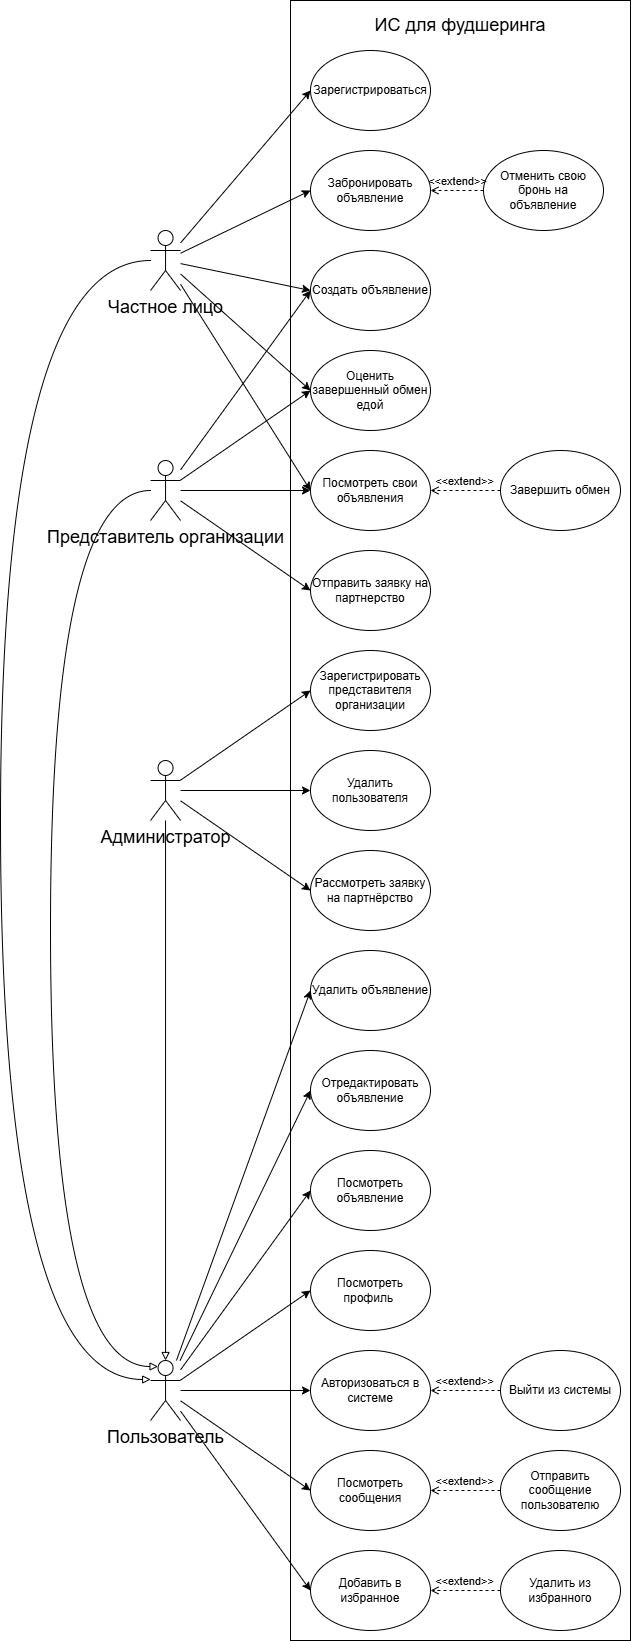 ИС для фудшеринга
Зарегистрироваться
Забронировать
объявление
<<extend>>
Отменить свою
бронь на
объявление
Частное лицо
Создать объявление
Оценить
завершенный обмен
едой
Посмотреть свои
объявления
<<extend>>
Завершить обмен
Представитель организации
Отправить заявку на
партнерство
Зарегистрировать
представителя
организации
Удалить
пользователя
Администратор
Рассмотреть заявку
на партнёрство
Удалить объявление
Отредактировать
объявление
Посмотреть
объявление
Посмотреть
профиль
Авторизоваться в
системе
<<extend>>
Выйти из системы
Пользователь
Посмотреть
сообщения
<<extend>>
Отправить
сообщение
пользователю
Добавить в
избранное
<<extend>>
Удалить из
избранного